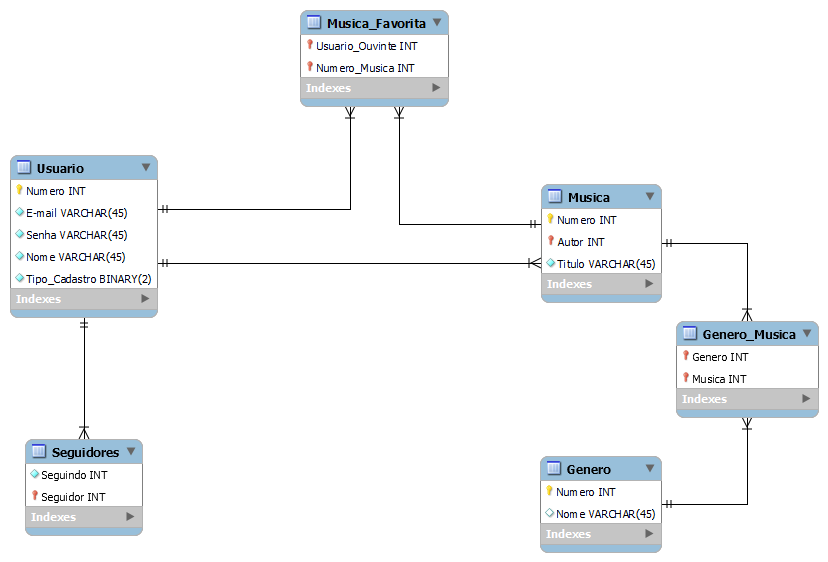 Musica_Favorita
Usuario_Ouvinte INT
Numero_Musica INT
Indexes
Usuario
Numero INT
E-mail VARCHAR(45)
Senha VARCHAR(45)
Nome VARCHAR(45)
Tipo_Cadastro BINARY(2)
Indexes
Musica
Numero INT
Autor INT
Titulo VARCHAR(45)
Indexes
Genero_Musica
Genero INT
Musica INT
Indexes
Seguidores
Seguindo INT
Seguidor INT
Indexes
Genero
Numero INT
Nome VARCHAR(45)
Indexes